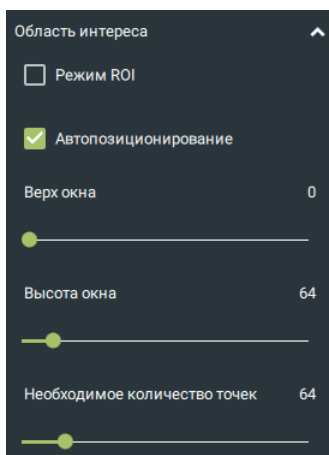 Область интереса
Режим ROI
Автопозиционирование
Верх окна 0
Высота окна 64
Необходимое количество точек 64